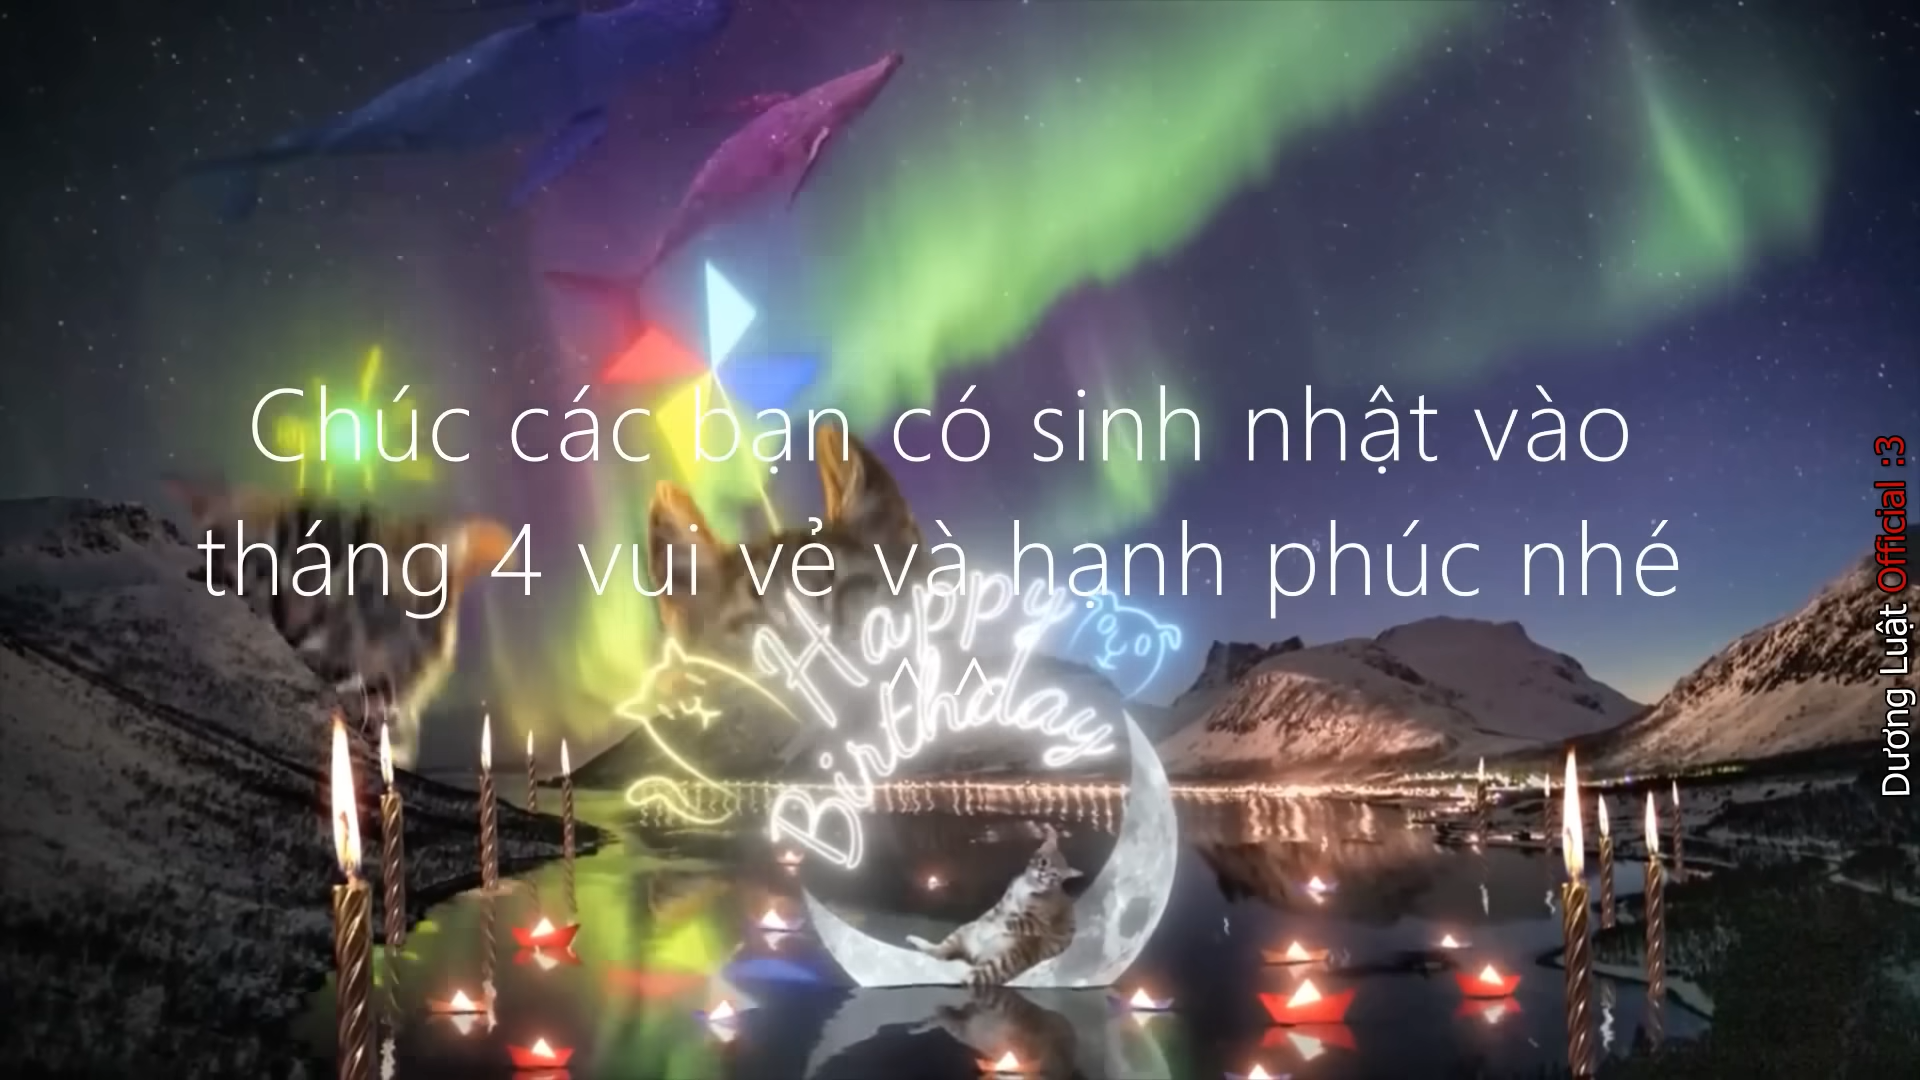 Chúc các bạn có sinh nhật vào
tháng 4 vui vẻ và hạnh phúc nhé
^ ^
Happy
Birthday
Dương Luật Official :3